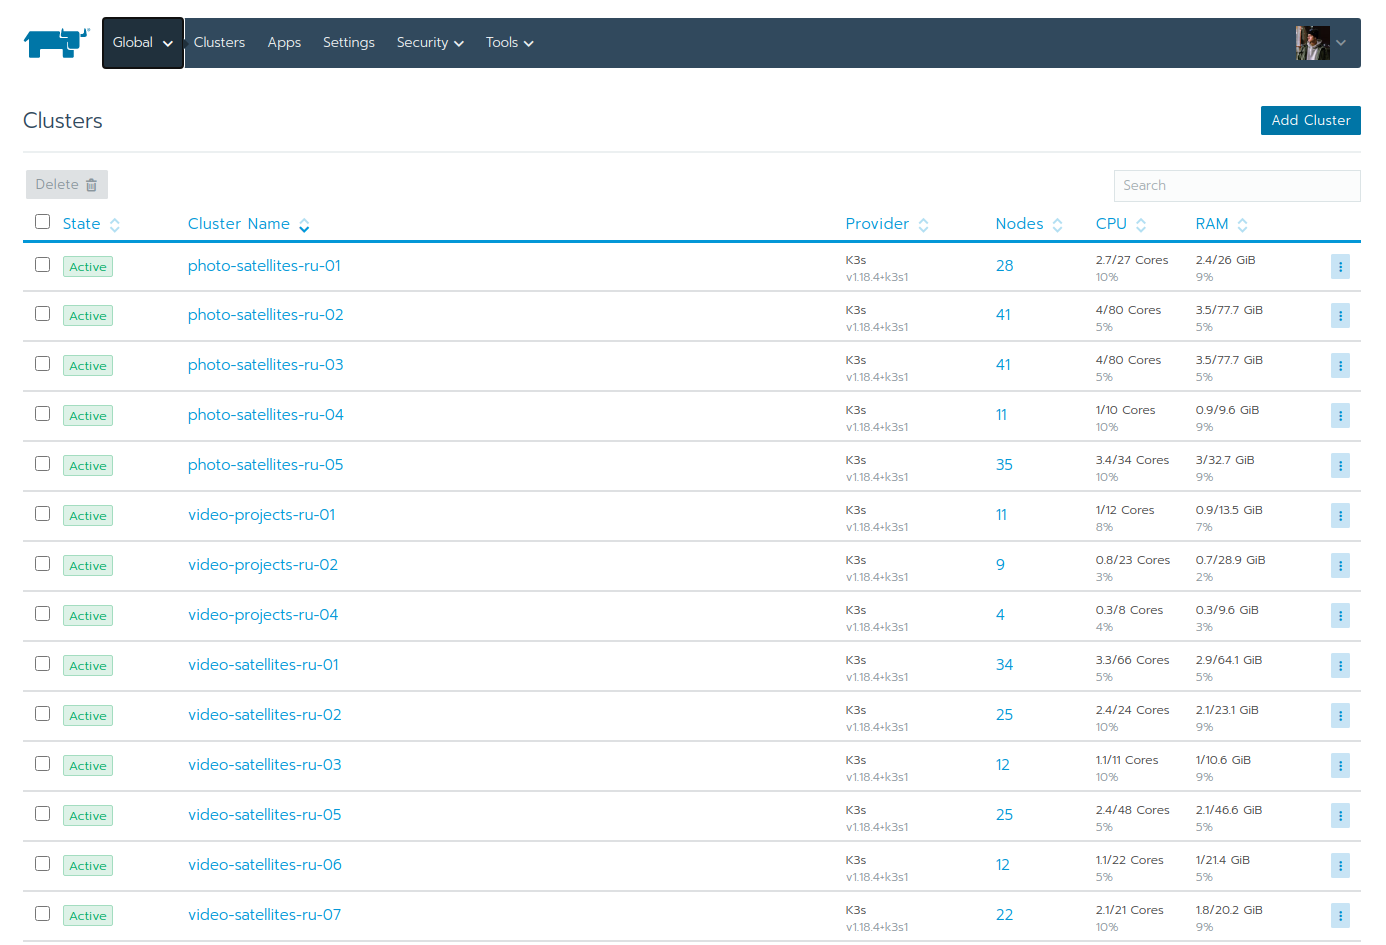 Global Clusters Apps Settings Security Tools
Clusters Add Cluster
Delete Search
State Cluster Name Provider Nodes CPU RAM
Active photo-satellites-ru-01 K3s 28 2.7/27 Cores 2.4/26 GiB
v1.18.4+k3s1 10% 9%
Active photo-satellites-ru-02 K3s 41 4/80 Cores 3.5/77.7 GiB
v1.18.4+k3s1 5% 5%
Active photo-satellites-ru-03 K3s 41 4/80 Cores 3.5/77.7 GiB
v1.18.4+k3s1 5% 5%
Active photo-satellites-ru-04 K3s 11 1/10 Cores 0.9/9.6 GiB
v1.18.4+k3s1 10% 9%
Active photo-satellites-ru-05 K3s 35 3.4/34 Cores 3/32.7 GiB
v1.18.4+k3s1 10% 9%
Active video-projects-ru-01 K3s 11 1/12 Cores 0.9/13.5 GiB
v1.18.4+k3s1 8% 7%
Active video-projects-ru-02 K3s 9 0.8/23 Cores 0.7/28.9 GiB
v1.18.4+k3s1 3% 2%
Active video-projects-ru-04 K3s 4 0.3/8 Cores 0.3/9.6 GiB
v1.18.4+k3s1 4% 3%
Active video-satellites-ru-01 K3s 34 3.3/66 Cores 2.9/64.1 GiB
v1.18.4+k3s1 5% 5%
Active video-satellites-ru-02 K3s 25 2.4/24 Cores 2.1/23.1 GiB
v1.18.4+k3s1 10% 9%
Active video-satellites-ru-03 K3s 12 1.1/11 Cores 1/10.6 GiB
v1.18.4+k3s1 10% 9%
Active video-satellites-ru-05 K3s 25 2.4/48 Cores 2.1/46.6 GiB
v1.18.4+k3s1 5% 5%
Active video-satellites-ru-06 K3s 12 1.1/22 Cores 1/21.4 GiB
v1.18.4+k3s1 5% 5%
Active video-satellites-ru-07 K3s 22 2.1/21 Cores 1.8/20.2 GiB
v1.18.4+k3s1 10% 9%